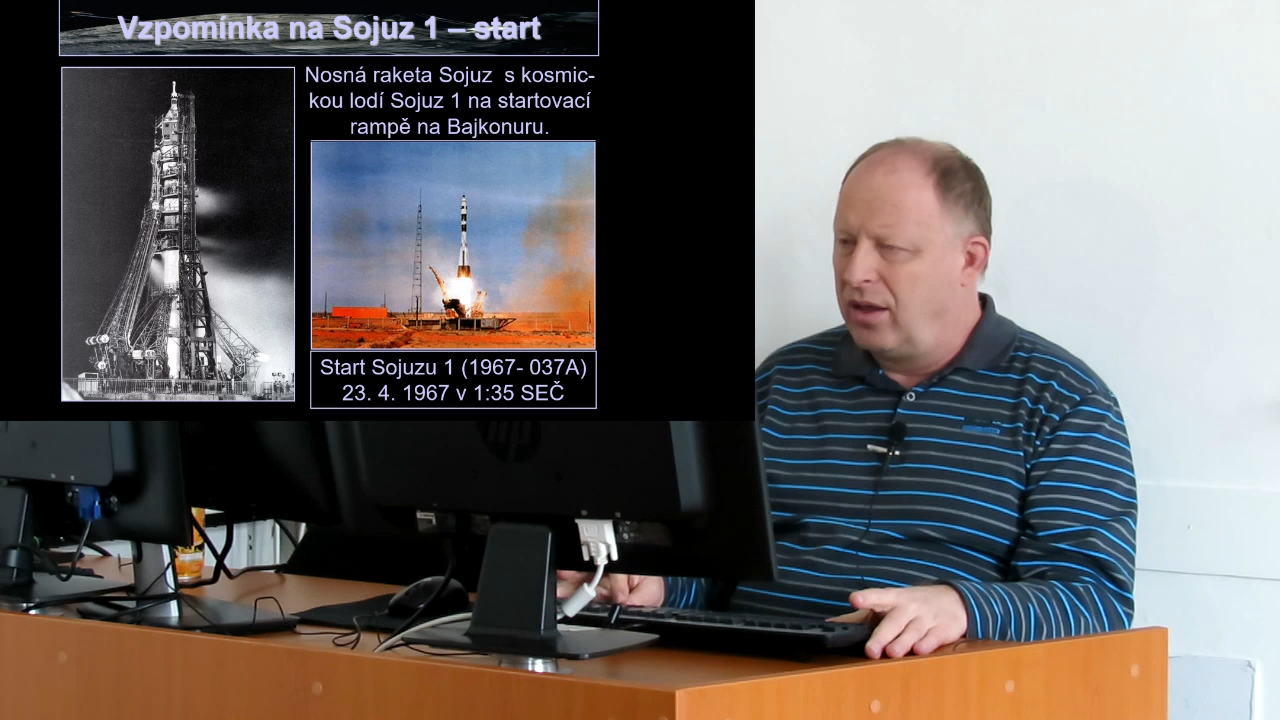 Vzpomínka na Sojuz 1 – start
Nosná raketa Sojuz s kosmic-
kou lodí Sojuz 1 na startovací
rampě na Bajkonuru.
Start Sojuzu 1 (1967- 037A)
23. 4. 1967 v 1:35 SEČ
hp